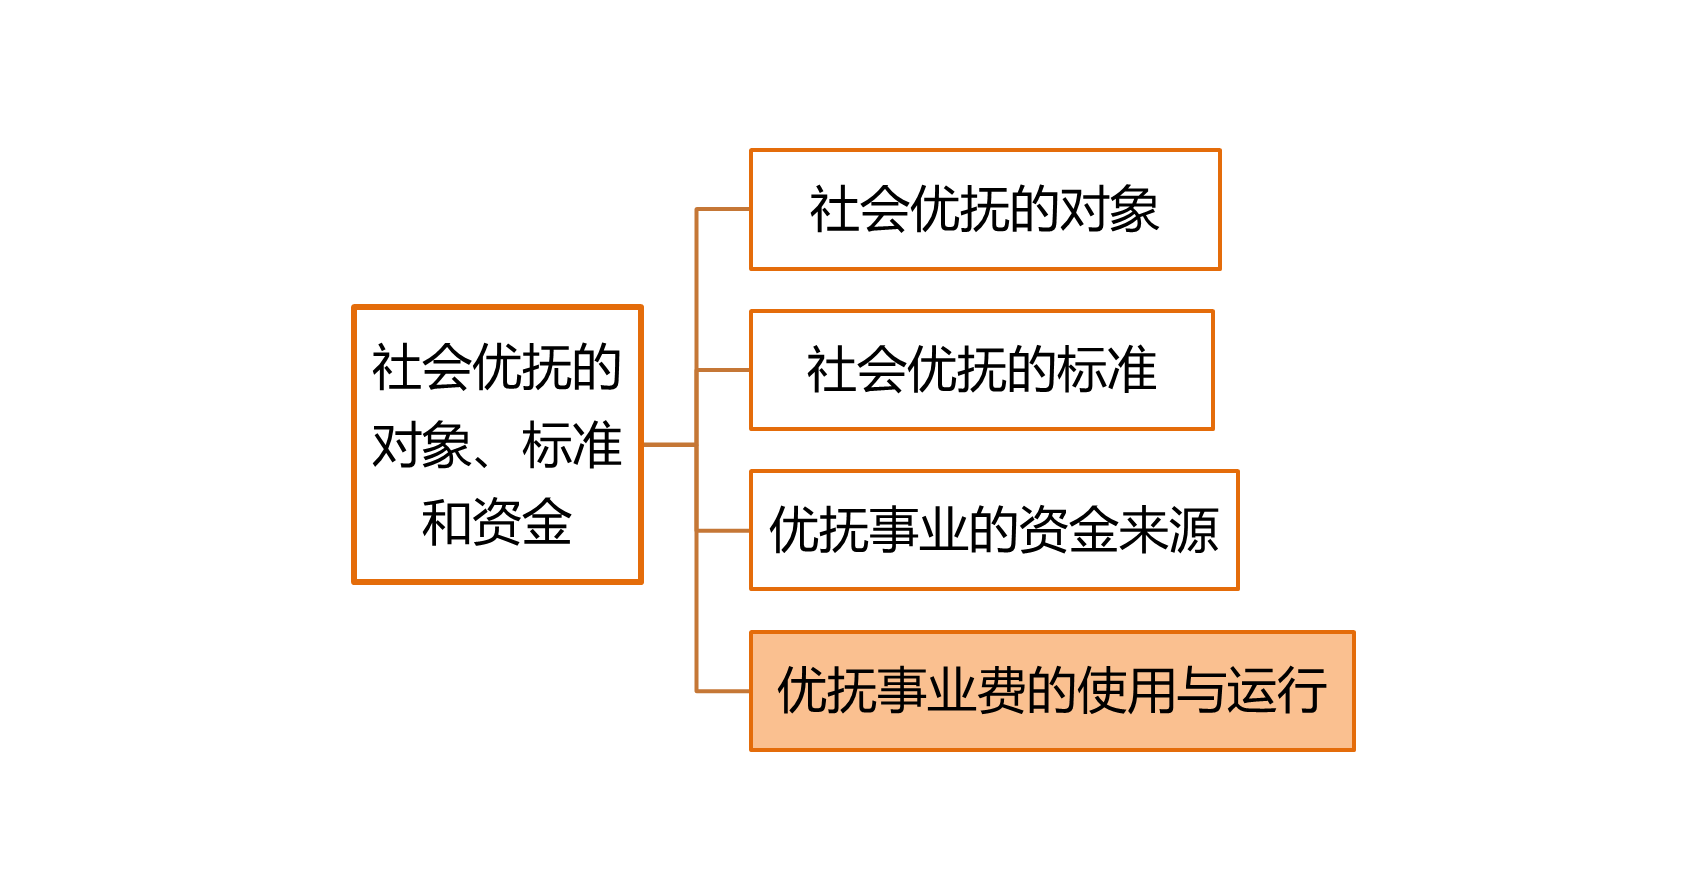 社会优抚的
对象、标准
和资金
社会优抚的对象
社会优抚的标准
优抚事业的资金来源
优抚事业费的使用与运行